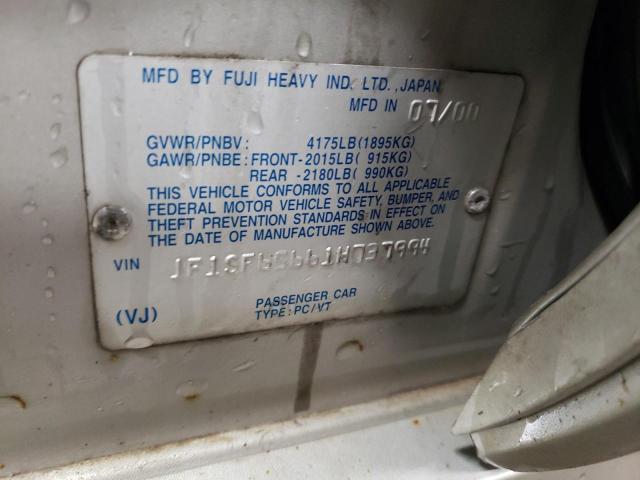 MFD BY FUJI HEAVY IND. LTD., JAPAN
MFD IN 07/00
GVWR/PNBV: 4175LB(1895KG)
GAWR/PNBE: FRONT-2015LB( 915KG)
REAR -2180LB( 990KG)
THIS VEHICLE CONFORMS TO ALL APPLICABLE
FEDERAL MOTOR VEHICLE SAFETY, BUMPER, AND
THEFT PREVENTION STANDARDS IN EFFECT ON
THE DATE OF MANUFACTURE SHOWN ABOVE.
VIN
PASSENGER CAR
(VJ) TYPE:PC/VT